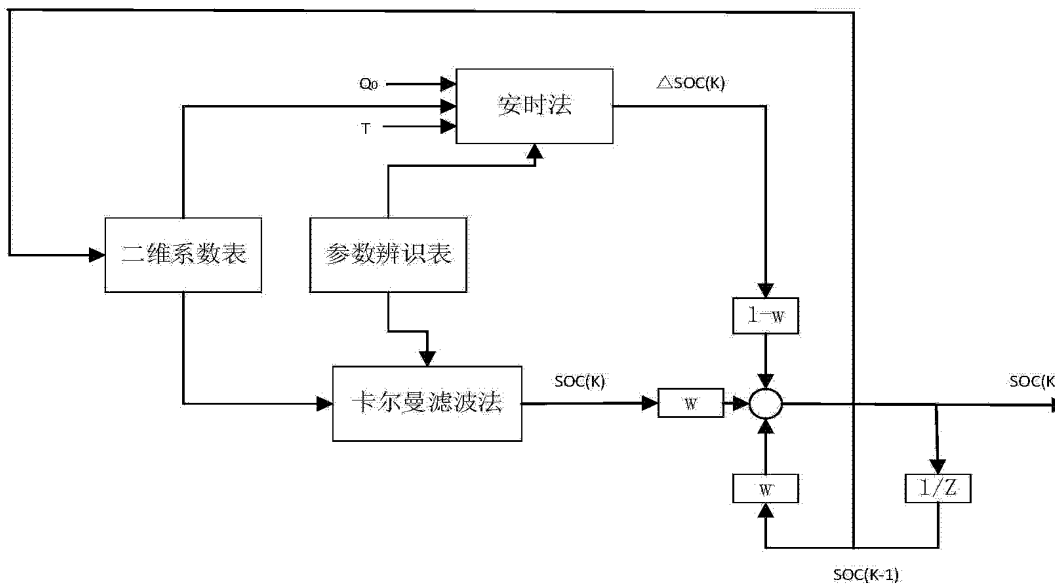 Q0
安时法
△SOC(K)
T
二维系数表
参数辨识表
1-w
卡尔曼滤波法
SOC(K)
w
SOC(K
w
1/Z
SOC(K-1)